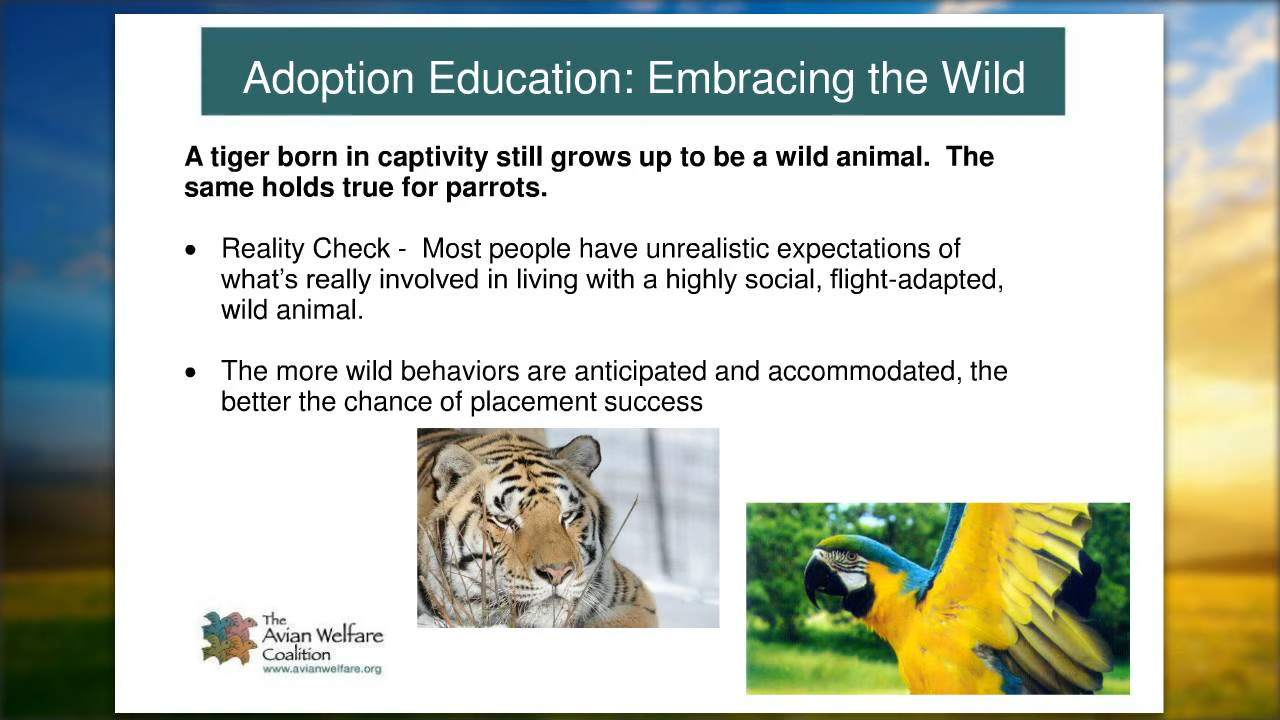 Adoption Education: Embracing the Wild
A tiger born in captivity still grows up to be a wild animal.  The
same holds true for parrots.
• Reality Check -  Most people have unrealistic expectations of
what’s really involved in living with a highly social, flight-adapted,
wild animal.
• The more wild behaviors are anticipated and accommodated, the
better the chance of placement success
The
Avian Welfare
Coalition
www.avianwelfare.org